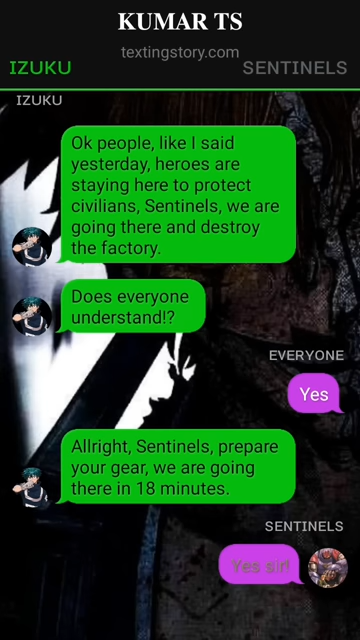 KUMAR TS
textingstory.com
IZUKU
SENTINELS
IZUKU
Ok people, like I said
yesterday, heroes are
staying here to protect
civilians, Sentinels, we are
going there and destroy
the factory.
Does everyone
understand!?
EVERYONE
Yes
Allright, Sentinels, prepare
your gear, we are going
there in 18 minutes.
SENTINELS
Yes sir!